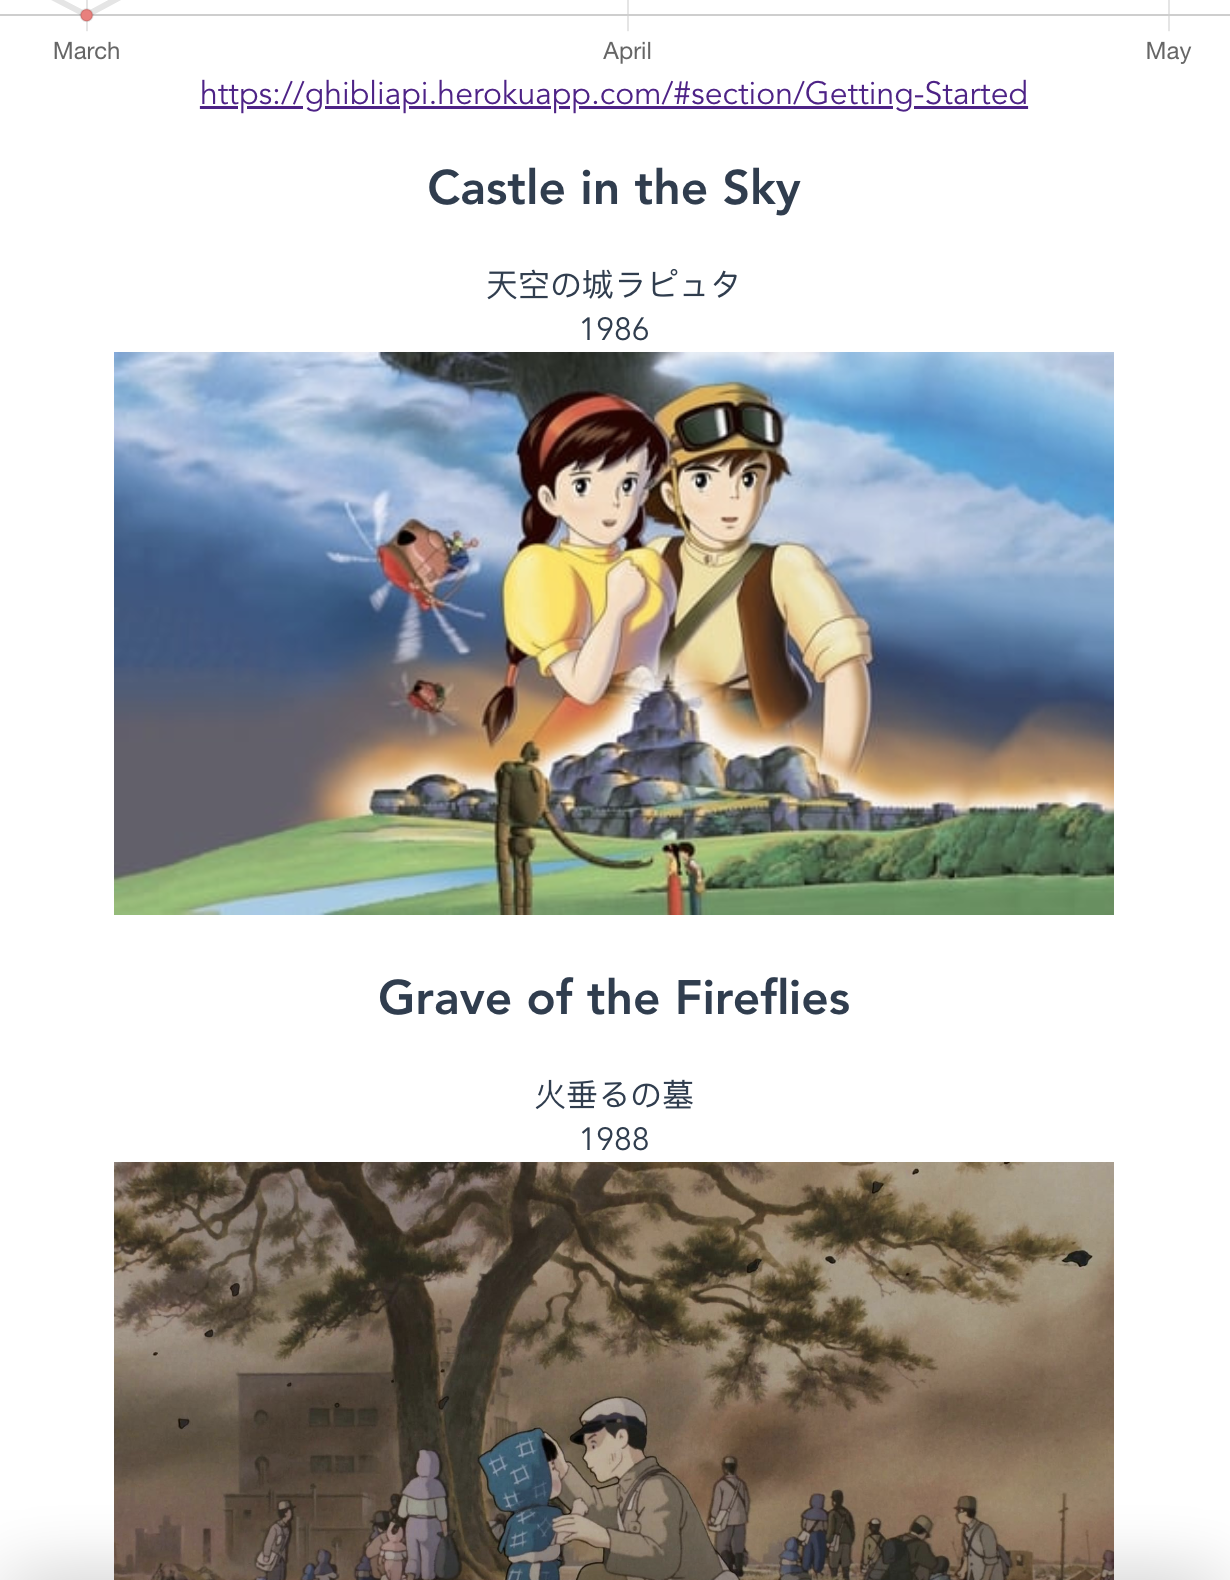 March April May
https://ghibliapi.herokuapp.com/#section/Getting-Started
Castle in the Sky
天空の城ラピュタ
1986
Grave of the Fireflies
火垂るの墓
1988